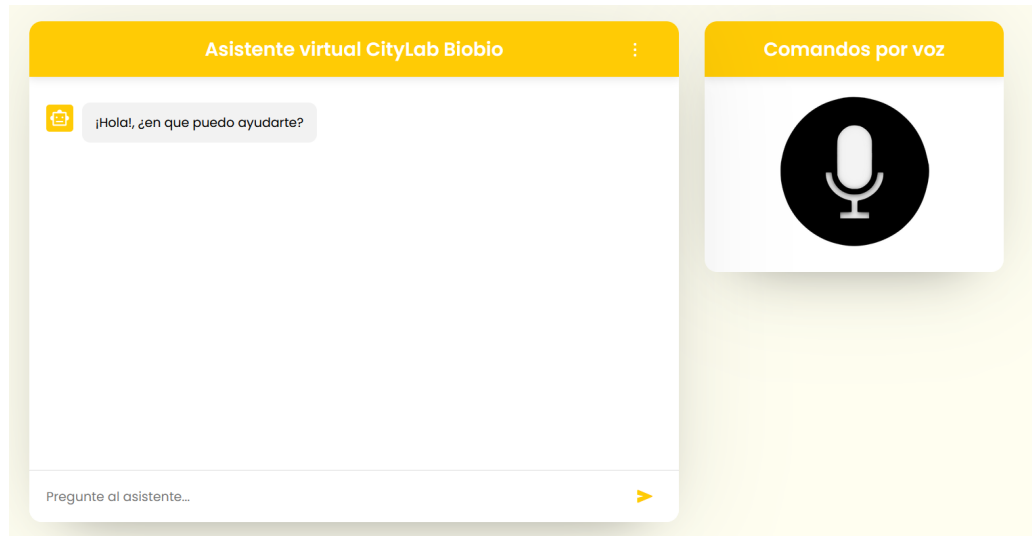 Asistente virtual CityLab Biobio
¡Hola!, ¿en que puedo ayudarte?
Pregunte al asistente...
Comandos por voz